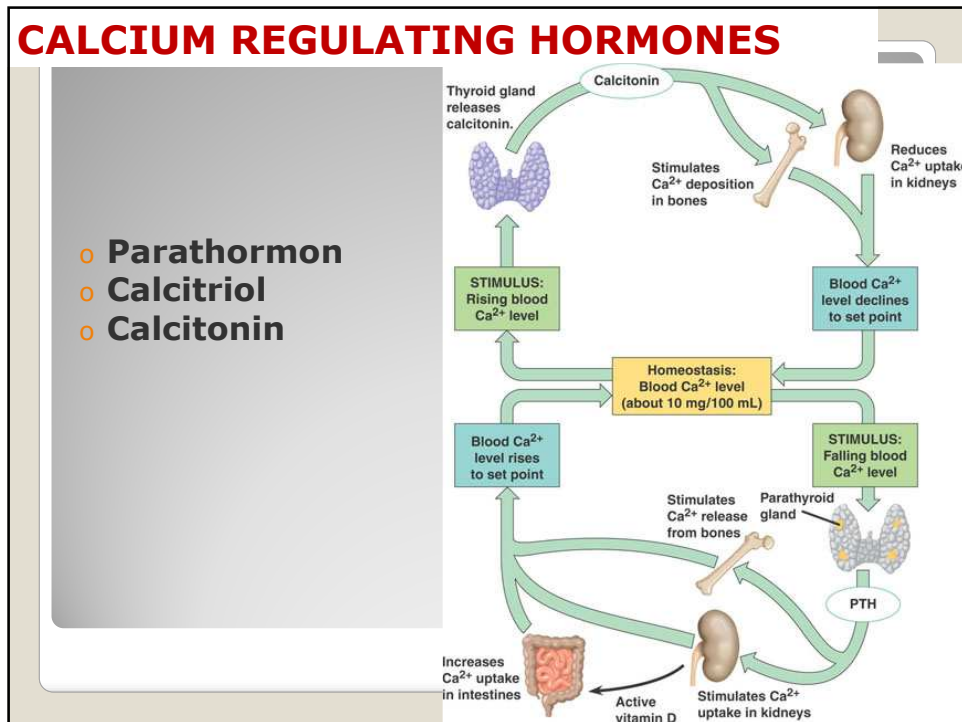 CALCIUM REGULATING HORMONES
o Parathormon
o Calcitriol
o Calcitonin
Calcitonin
Thyroid gland
releases
calcitonin.
Stimulates
Ca2+ deposition
in bones
Reduces
Ca2+ uptake
in kidneys
STIMULUS:
Rising blood
Ca2+ level
Blood Ca2+
level declines
to set point
Homeostasis:
Blood Ca2+ level
(about 10 mg/100 mL)
Blood Ca2+
level rises
to set point
STIMULUS:
Falling blood
Ca2+ level
Stimulates
Ca2+ release
from bones
Parathyroid
gland
PTH
Increases
Ca2+ uptake
in intestines
Active
vitamin D
Stimulates Ca2+
uptake in kidneys